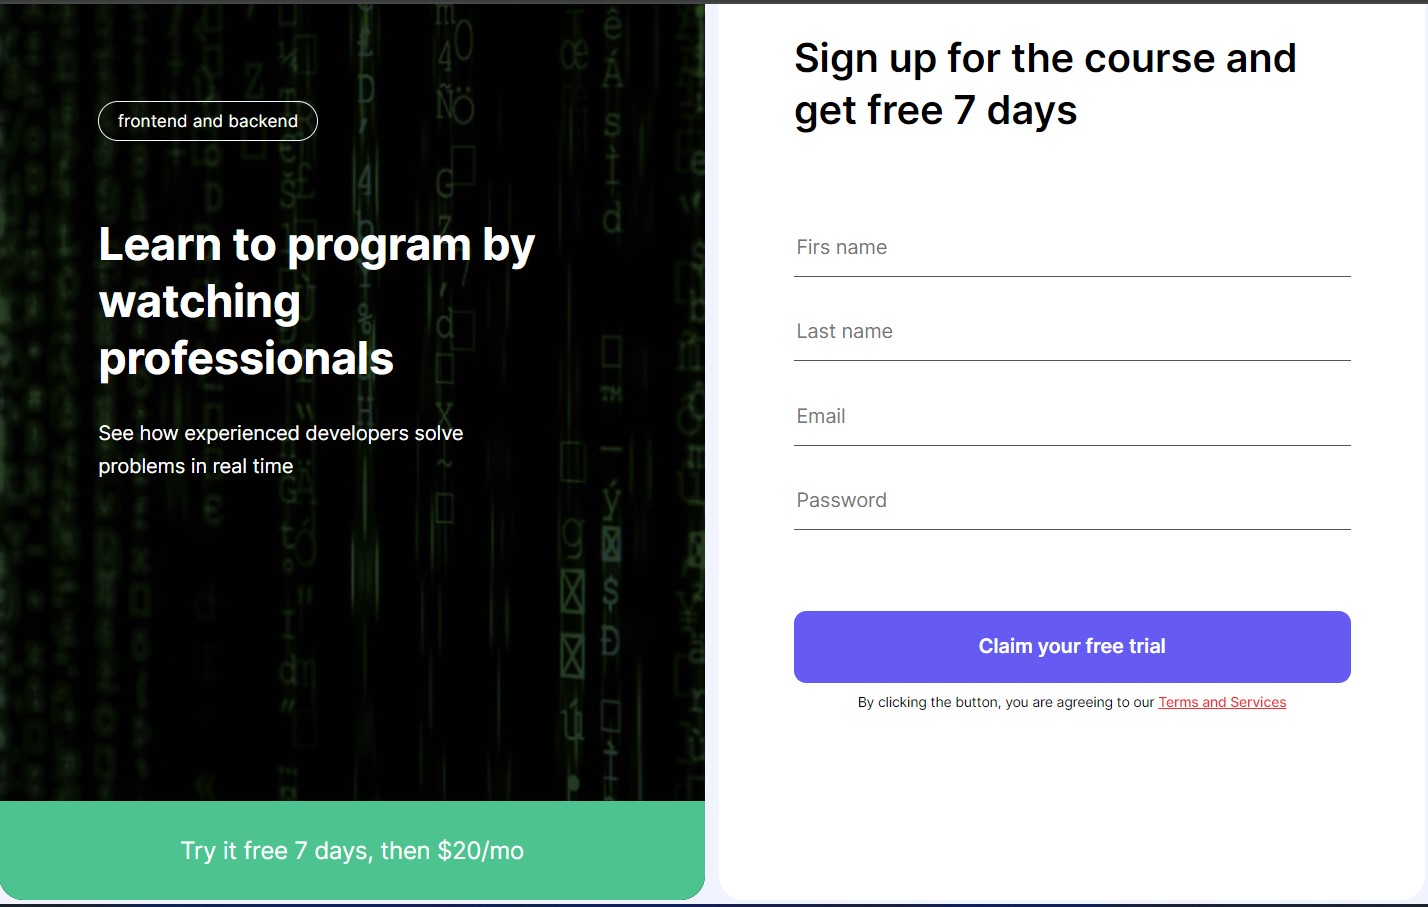 frontend and backend
Learn to program by
watching
professionals
See how experienced developers solve
problems in real time
Try it free 7 days, then $20/mo
Sign up for the course and
get free 7 days
Firs name
Last name
Email
Password
Claim your free trial
By clicking the button, you are agreeing to our Terms and Services